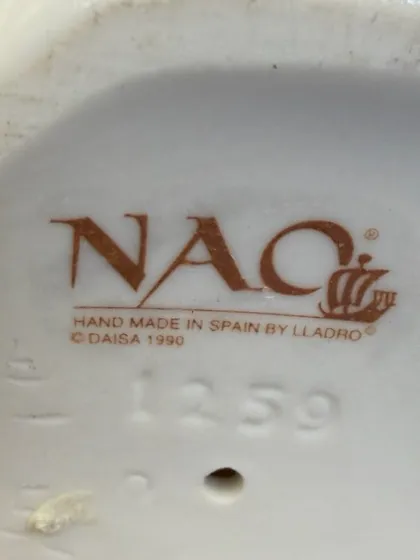 NAO®
HAND MADE IN SPAIN BY LLADRO®
© DAISA 1990
1259